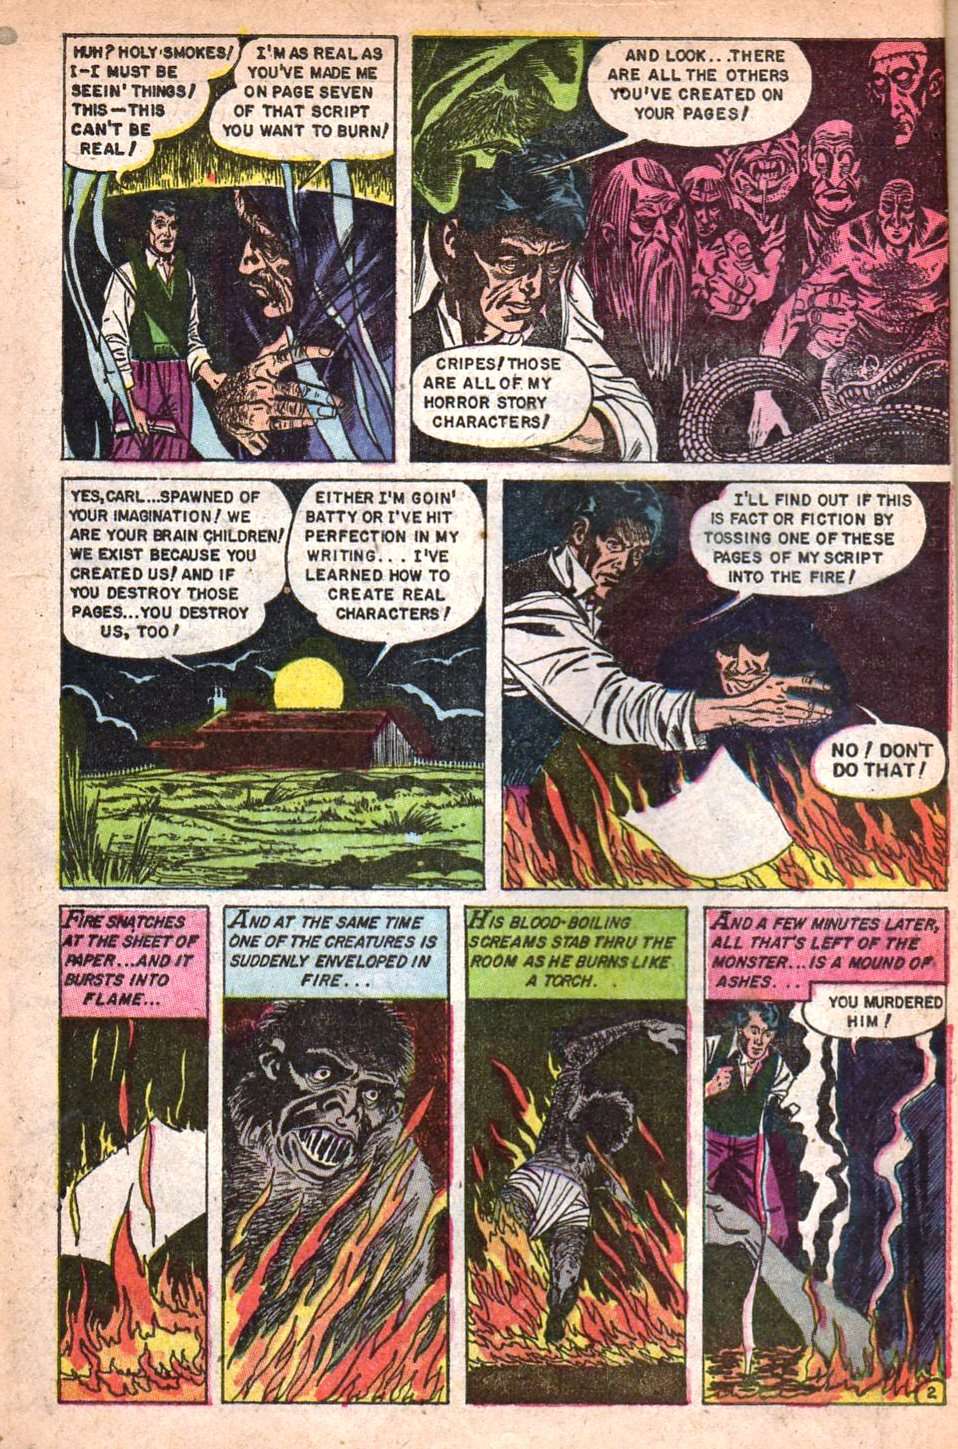 HUH? HOLY SMOKES!
I-I MUST BE
SEEIN' THINGS!
THIS—THIS
CAN'T BE
REAL!
I'M AS REAL AS
YOU'VE MADE ME
ON PAGE SEVEN
OF THAT SCRIPT
YOU WANT TO BURN!
AND LOOK...THERE
ARE ALL THE OTHERS
YOU'VE CREATED ON
YOUR PAGES!
CRIPES! THOSE
ARE ALL OF MY
HORROR STORY
CHARACTERS!
YES, CARL...SPAWNED OF
YOUR IMAGINATION! WE
ARE YOUR BRAIN CHILDREN!
WE EXIST BECAUSE YOU
CREATED US! AND IF
YOU DESTROY THOSE
PAGES...YOU DESTROY
US, TOO!
EITHER I'M GOIN'
BATTY OR I'VE HIT
PERFECTION IN MY
WRITING... I'VE
LEARNED HOW TO
CREATE REAL
CHARACTERS!
I'LL FIND OUT IF THIS
IS FACT OR FICTION BY
TOSSING ONE OF THESE
PAGES OF MY SCRIPT
INTO THE FIRE!
NO! DON'T
DO THAT!
FIRE SNATCHES
AT THE SHEET OF
PAPER...AND IT
BURSTS INTO
FLAME...
AND AT THE SAME TIME
ONE OF THE CREATURES IS
SUDDENLY ENVELOPED IN
FIRE...
HIS BLOOD-BOILING
SCREAMS STAB THRU THE
ROOM AS HE BURNS LIKE
A TORCH...
AND A FEW MINUTES LATER,
ALL THAT'S LEFT OF THE
MONSTER...IS A MOUND OF
ASHES...
YOU MURDERED
HIM!
2